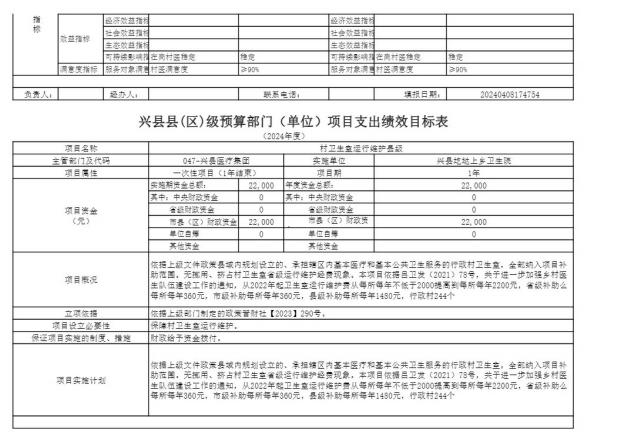 指
标
效益指标
经济效益指标
经济效益指标
社会效益指标
社会效益指标
生态效益指标
生态效益指标
可持续影响指 在岗村医稳定 稳定 可持续影响指 在岗村医稳定 稳定
满意度指标 服务对象满意 村医满意度 ≥90% 服务对象满意 村医满意度 ≥90%
负责人: 经办人: 联系电话: 填报日期: 20240408174754
兴县县(区)级预算部门（单位）项目支出绩效目标表
（2024年度）
项目名称 村卫生室运行维护县级
主管部门及代码 047-兴县医疗集团 实施单位 兴县圪垯上乡卫生院
项目属性 一次性项目（1年结束） 项目期 1年
项目资金
（元）
实施期资金总额: 22,000 年度资金总额: 22,000
其中: 中央财政资金 0 其中: 中央财政资金 0
省级财政资金 0 省级财政资金 0
市县（区）财政资金 22,000 市县（区）财政资 22,000
单位自筹 0 单位自筹 0
其他资金 其他资金
项目概况
依据上级文件政策县域内规划设立的、承担辖区内基本医疗和基本公共卫生服务的行政村卫生室，全部纳入项目补
助范围，无挪用、挤占村卫生室省级运行维护经费现象。本项目依据吕卫发（2021）78号，关于进一步加强乡村医
生队伍建设工作的通知，从2022年起卫生室运行维护费从每所每年不低于2000提高到每所每年2200元，省级补助么
每所每年360元，市级补助每所每年360元，县级补助每所每年1480元，行政村244个
立项依据 依据上级部门制定的政策晋财社【2023】290号。
项目设立必要性 保障村卫生室运行维护。
保证项目实施的制度、措施 财政给予资金拨付。
项目实施计划
依据上级文件政策县域内规划设立的、承担辖区内基本医疗和基本公共卫生服务的行政村卫生室，全部纳入项目补
助范围，无挪用、挤占村卫生室省级运行维护经费现象，本项目依据吕卫发（2021）78号，关于进一步加强乡村医
生队伍建设工作的通知，从2022年起卫生室运行维护费从每所每年不低于2000提高到每所每年2200元，省级补助么
每所每年360元，市级补助每所每年360元，县级补助每所每年1480元，行政村244个